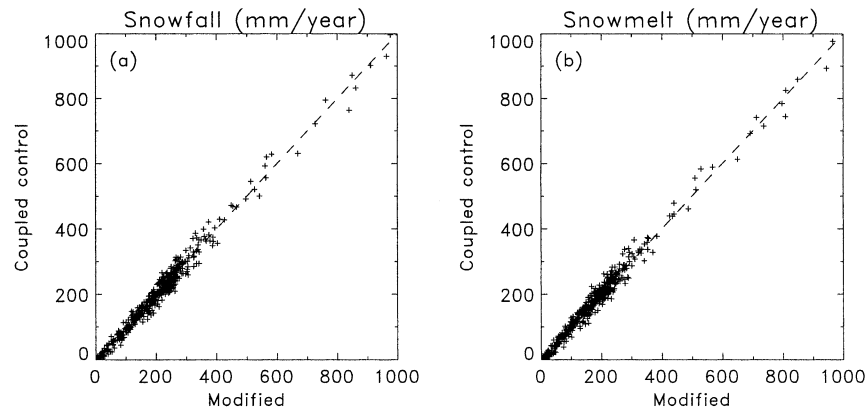 Snowfall (mm/year)
(a)
1000
800
600
400
200
0
Coupled control
0 200 400 600 800 1000
Modified
Snowmelt (mm/year)
(b)
1000
800
600
400
200
0
Coupled control
0 200 400 600 800 1000
Modified